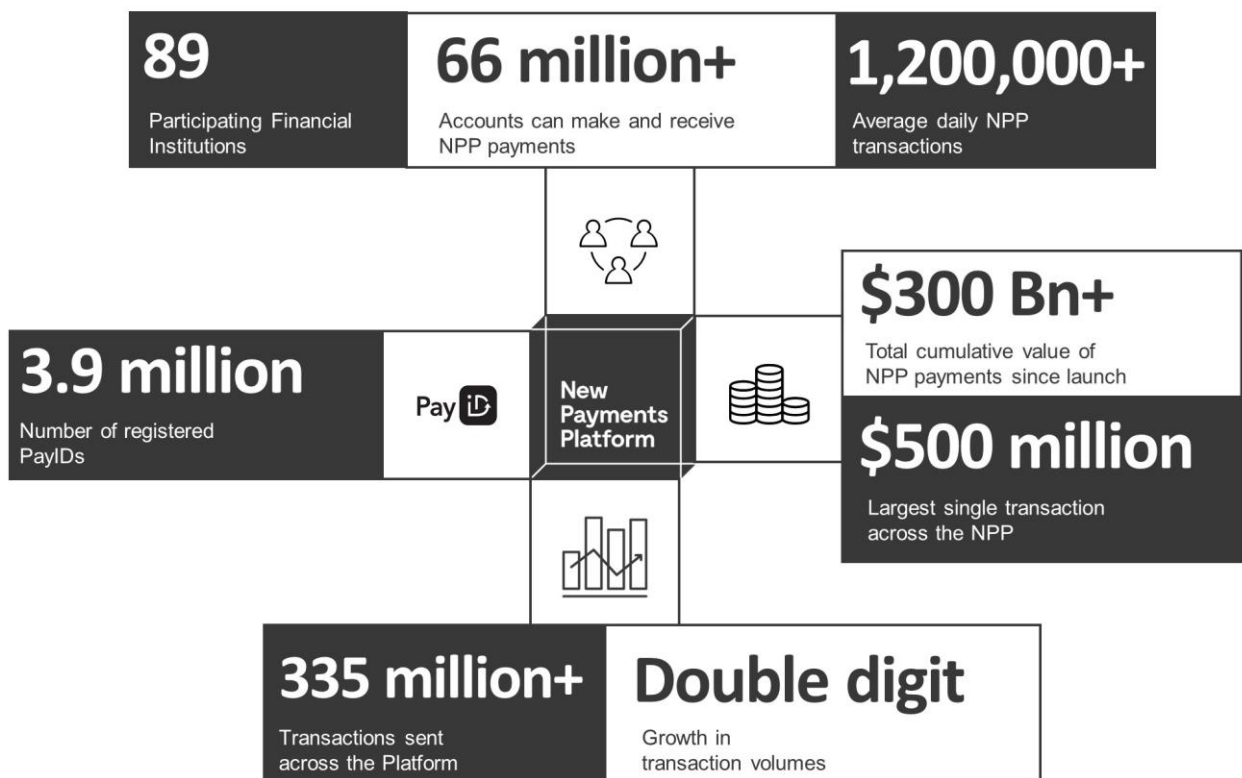 89
Participating Financial
Institutions
66 million+
Accounts can make and receive
NPP payments
1,200,000+
Average daily NPP
transactions
$300 Bn+
Total cumulative value of
NPP payments since launch
$500 million
Largest single transaction
across the NPP
3.9 million
Number of registered
PayIDs
Pay iD
New
Payments
Platform
335 million+
Transactions sent
across the Platform
Double digit
Growth in
transaction volumes